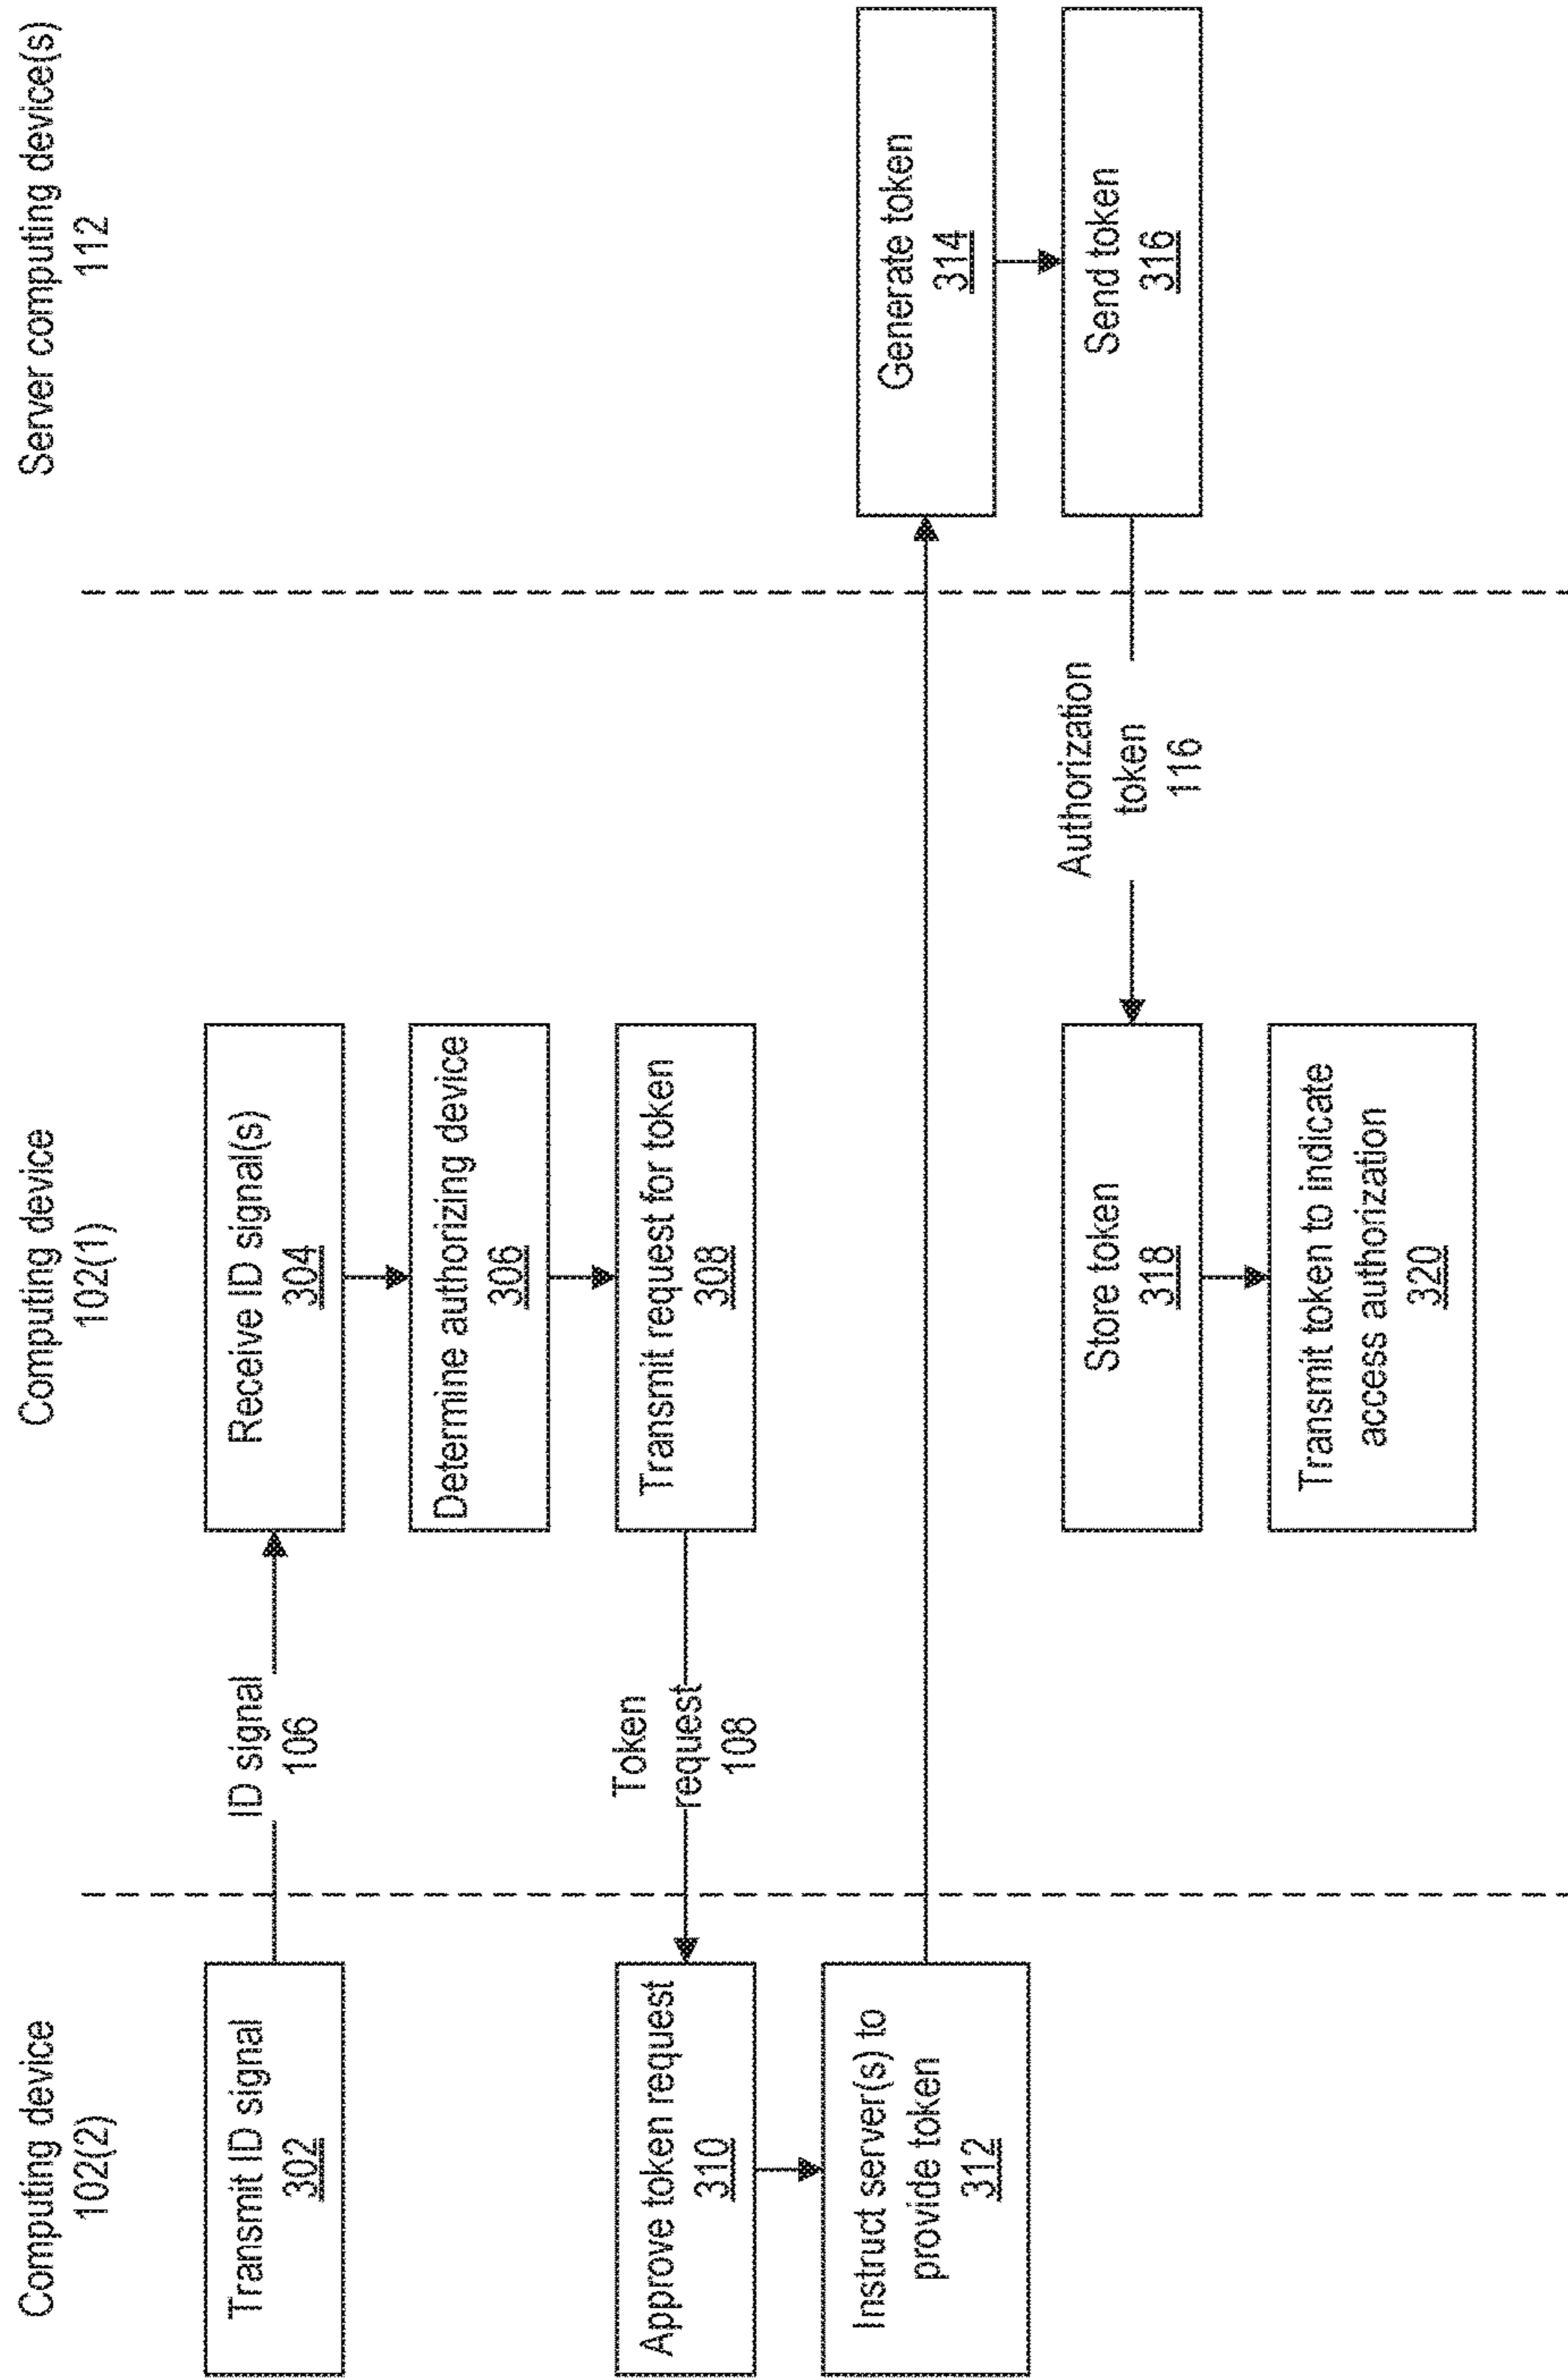 Computing device
102(2)
Computing device
102(1)
Server computing device(s)
112
Transmit ID signal
302
ID signal
106
Receive ID signal(s)
304
Determine authorizing device
306
Transmit request for token
308
Token
request
108
Approve token request
310
Instruct server(s) to
provide token
312
Generate token
314
Send token
316
Authorization
token
116
Store token
318
Transmit token to indicate
access authorization
320